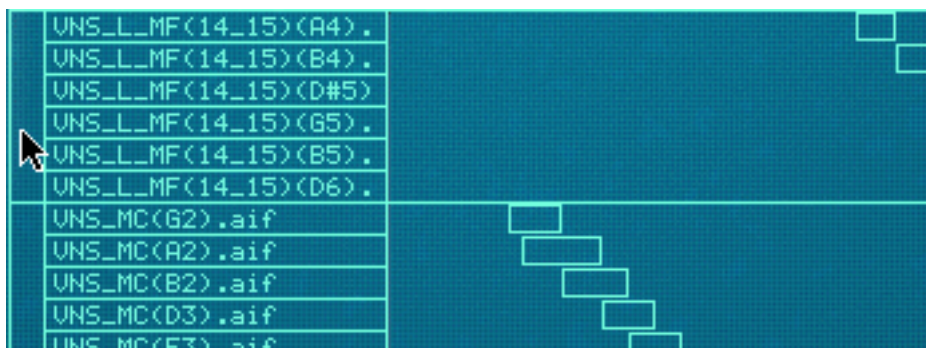 VNS_L_MF(14_15)(A4).
VNS_L_MF(14_15)(B4).
VNS_L_MF(14_15)(D#5)
VNS_L_MF(14_15)(G5).
VNS_L_MF(14_15)(B5).
VNS_L_MF(14_15)(D6).
VNS_MC(G2).aif
VNS_MC(A2).aif
VNS_MC(B2).aif
VNS_MC(D3).aif